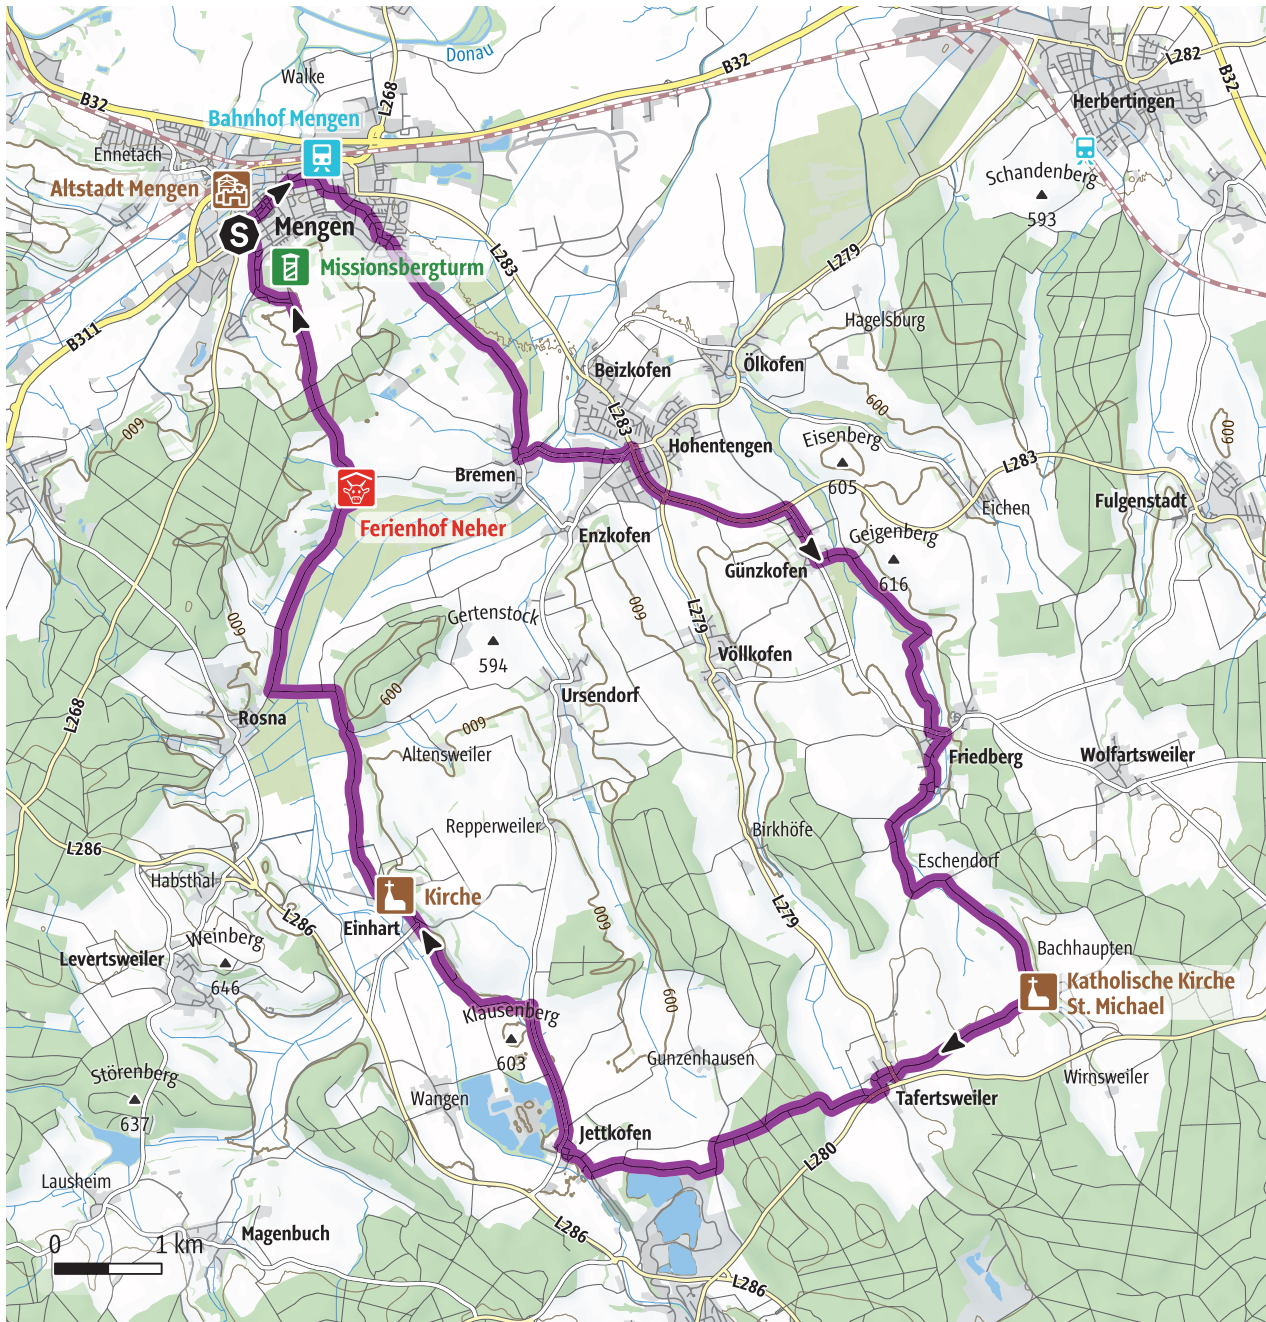 Donau
Walke
B32
B32
L282
B32
L268
Herbertingen
Bahnhof Mengen
Ennetach
Altstadt Mengen
Schandenberg
593
S
Mengen
Missionsbergturm
L283
L279
B311
Hagelsburg
Beizkofen
Ölkofen
600
L283
600
Eisenberg
605
600
Hohentengen
L283
Bremen
Eichen
Fulgenstadt
Ferienhof Neher
Enzkofen
Geigenberg
616
Günzkofen
600
Gertenstock
594
600
L279
Völlkofen
600
Ursendorf
L268
Rosna
600
Altensweiler
Friedberg
Wolfartsweiler
Repperweiler
Birkhöfe
L286
Habsthal
Eschendorf
Kirche
L286
Einhart
600
L279
Weinberg
646
Levertsweiler
Bachhaupten
Katholische Kirche
St. Michael
600
Klausenberg
603
Gunzenhausen
Störenberg
637
Wangen
Wirnsweiler
Tafertsweiler
Jettkofen
L280
Lausheim
Magenbuch
L286
0 1 km
L286